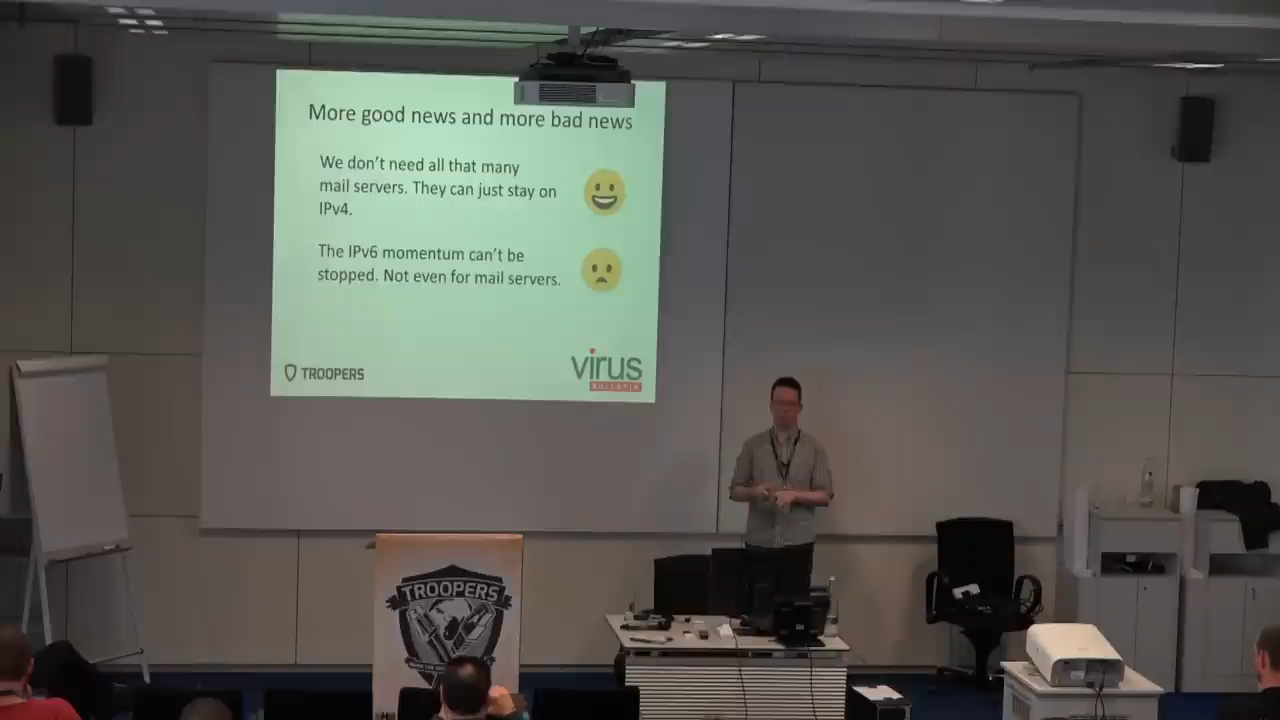 More good news and more bad news
We don't need all that many
mail servers. They can just stay on
IPv4.
The IPv6 momentum can't be
stopped. Not even for mail servers.
TROOPERS
virus
BULLETIN
TROOPERS